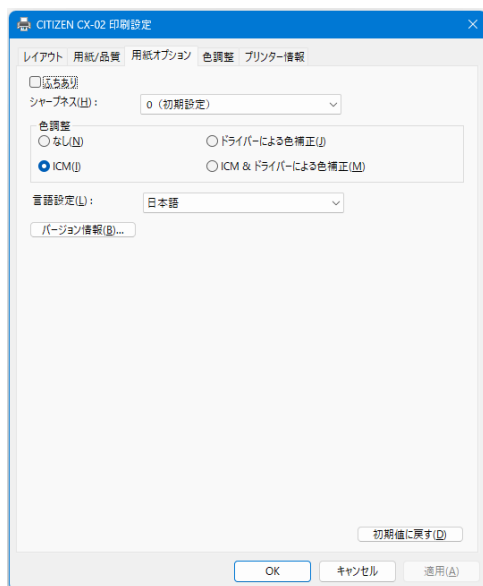 CITIZEN CX-02 印刷設定
レイアウト 用紙/品質 用紙オプション 色調整 プリンター情報
ふちあり
シャープネス(H)： 0（初期設定）
色調整
なし(N) ドライバーによる色補正(J)
ICM(I) ICM & ドライバーによる色補正(M)
言語設定(L)： 日本語
バージョン情報(B)...
初期値に戻す(D)
OK キャンセル 適用(A)